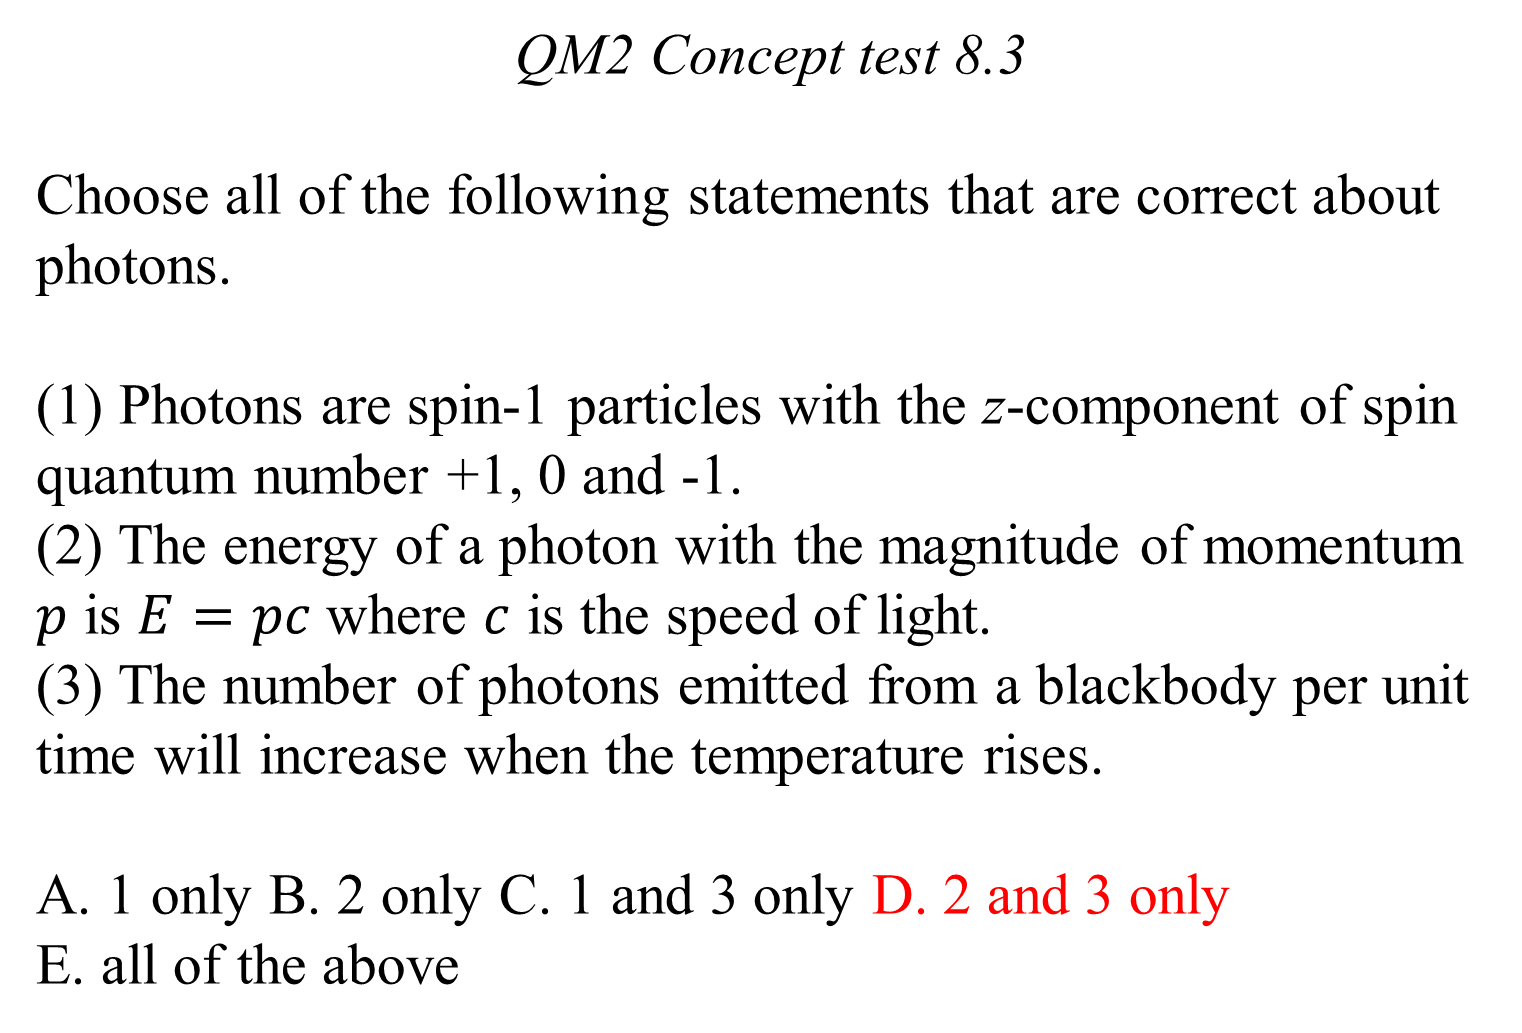 QM2 Concept test 8.3
Choose all of the following statements that are correct about
photons.
(1) Photons are spin-1 particles with the z-component of spin
quantum number +1, 0 and -1.
(2) The energy of a photon with the magnitude of momentum
p is E = pc where c is the speed of light.
(3) The number of photons emitted from a blackbody per unit
time will increase when the temperature rises.
A. 1 only B. 2 only C. 1 and 3 only D. 2 and 3 only
E. all of the above